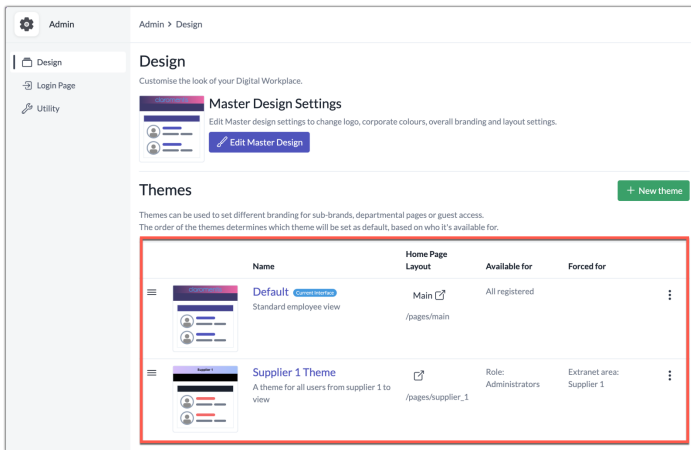 Admin
Admin > Design
Design
Login Page
Utility
Design
Customise the look of your Digital Workplace.
Master Design Settings
Edit Master design settings to change logo, corporate colours, overall branding and layout settings.
Edit Master Design
Themes
+ New theme
Themes can be used to set different branding for sub-brands, departmental pages or guest access.
The order of the themes determines which theme will be set as default, based on who it's available for.
Name
Home Page
Layout
Available for
Forced for
Default Current Interface
Standard employee view
Main
/pages/main
All registered
Supplier 1
Supplier 1 Theme
A theme for all users from supplier 1 to
view
/pages/supplier_1
Role:
Administrators
Extranet area:
Supplier 1